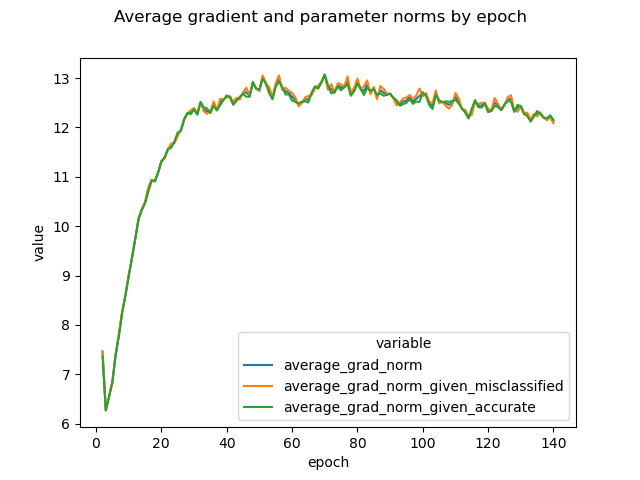 Average gradient and parameter norms by epoch
13
12
11
10
9
8
7
6
value
0
20
40
60
80
100
120
140
epoch
variable
average_grad_norm
average_grad_norm_given_misclassified
average_grad_norm_given_accurate